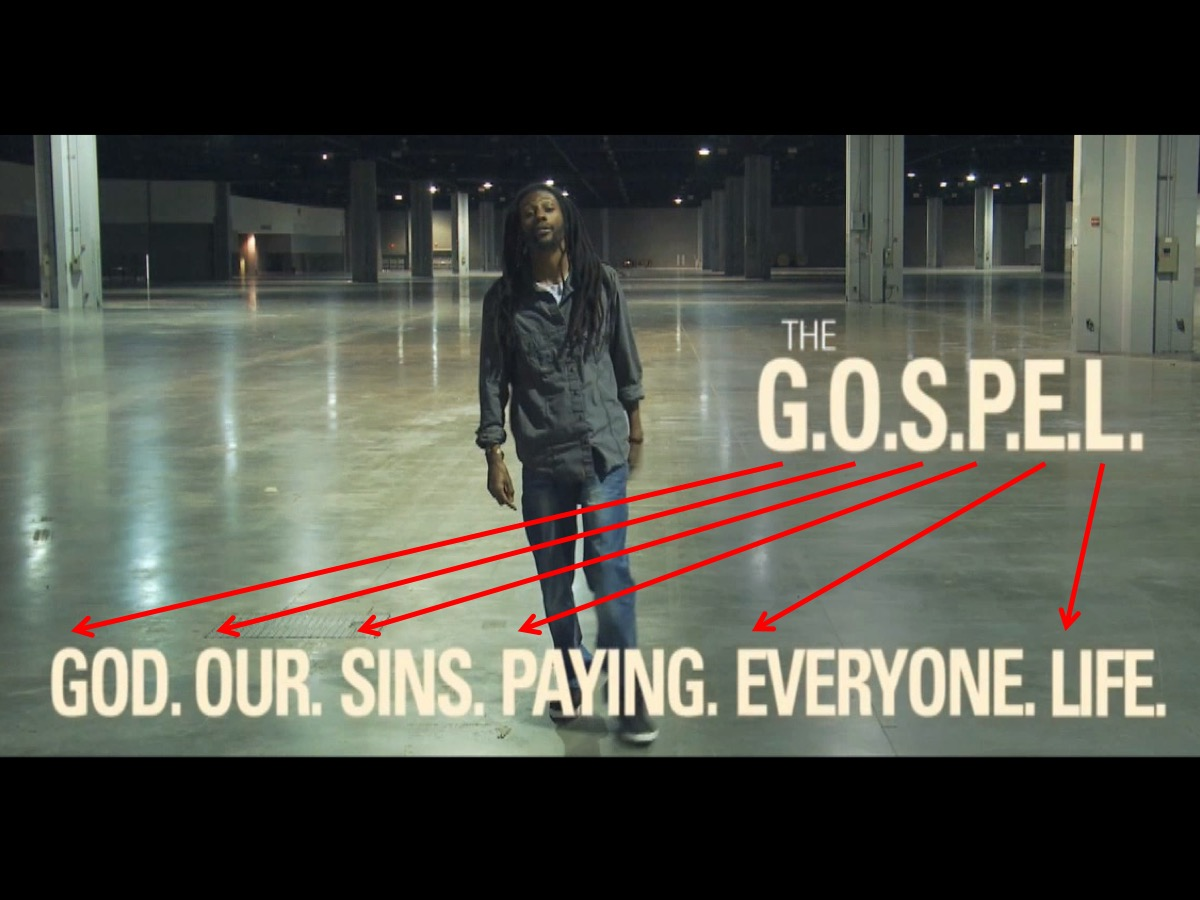 THE
G.O.S.P.E.L.
GOD. OUR. SINS. PAYING. EVERYONE. LIFE.